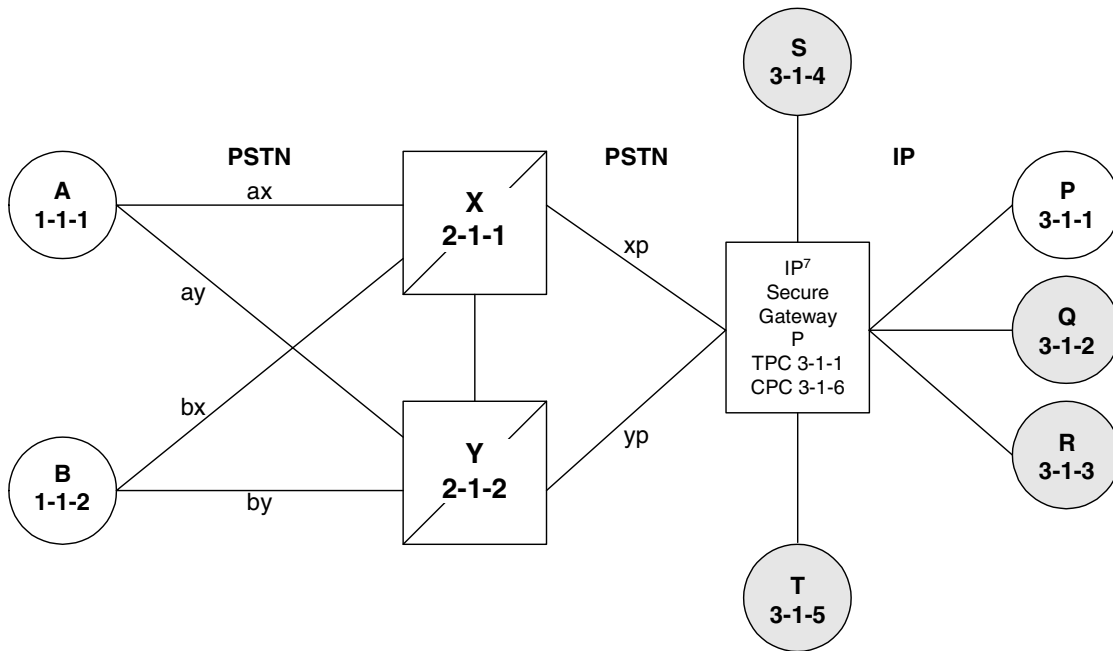 S
3-1-4
PSTN
PSTN
IP
A
1-1-1
ax
X
2-1-1
xp
P
3-1-1
ay
IP⁷
Secure
Gateway
P
TPC 3-1-1
CPC 3-1-6
Q
3-1-2
bx
B
1-1-2
by
Y
2-1-2
yp
R
3-1-3
T
3-1-5